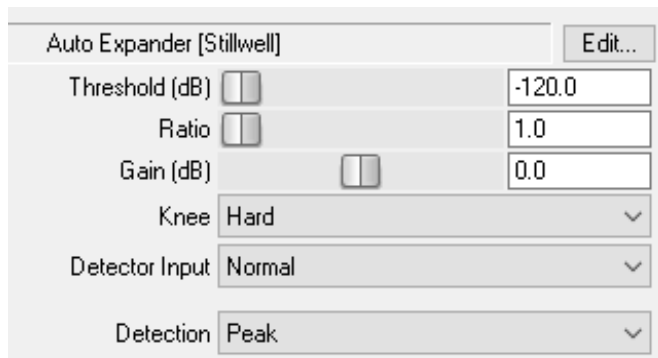 Auto Expander [Stillwell] Edit...
Threshold (dB) -120.0
Ratio 1.0
Gain (dB) 0.0
Knee Hard
Detector Input Normal
Detection Peak